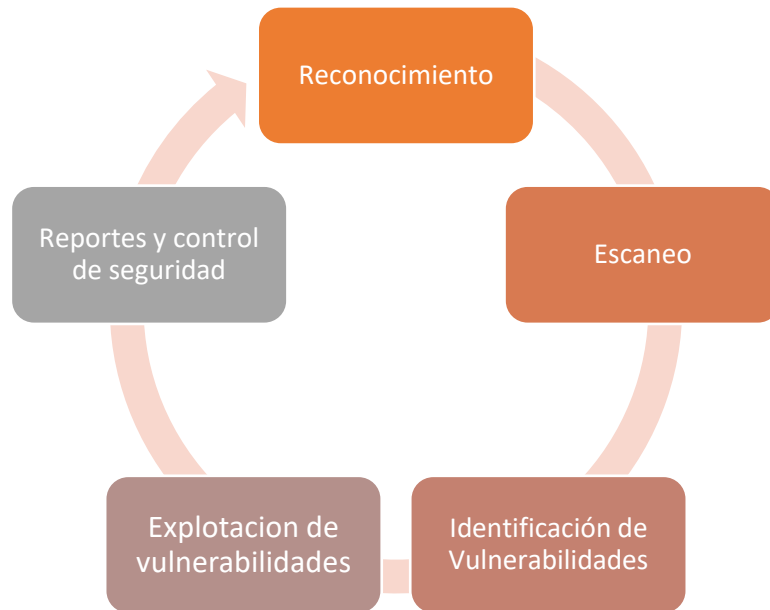 Reconocimiento
Escaneo
Identificación de
Vulnerabilidades
Explotacion de
vulnerabilidades
Reportes y control
de seguridad